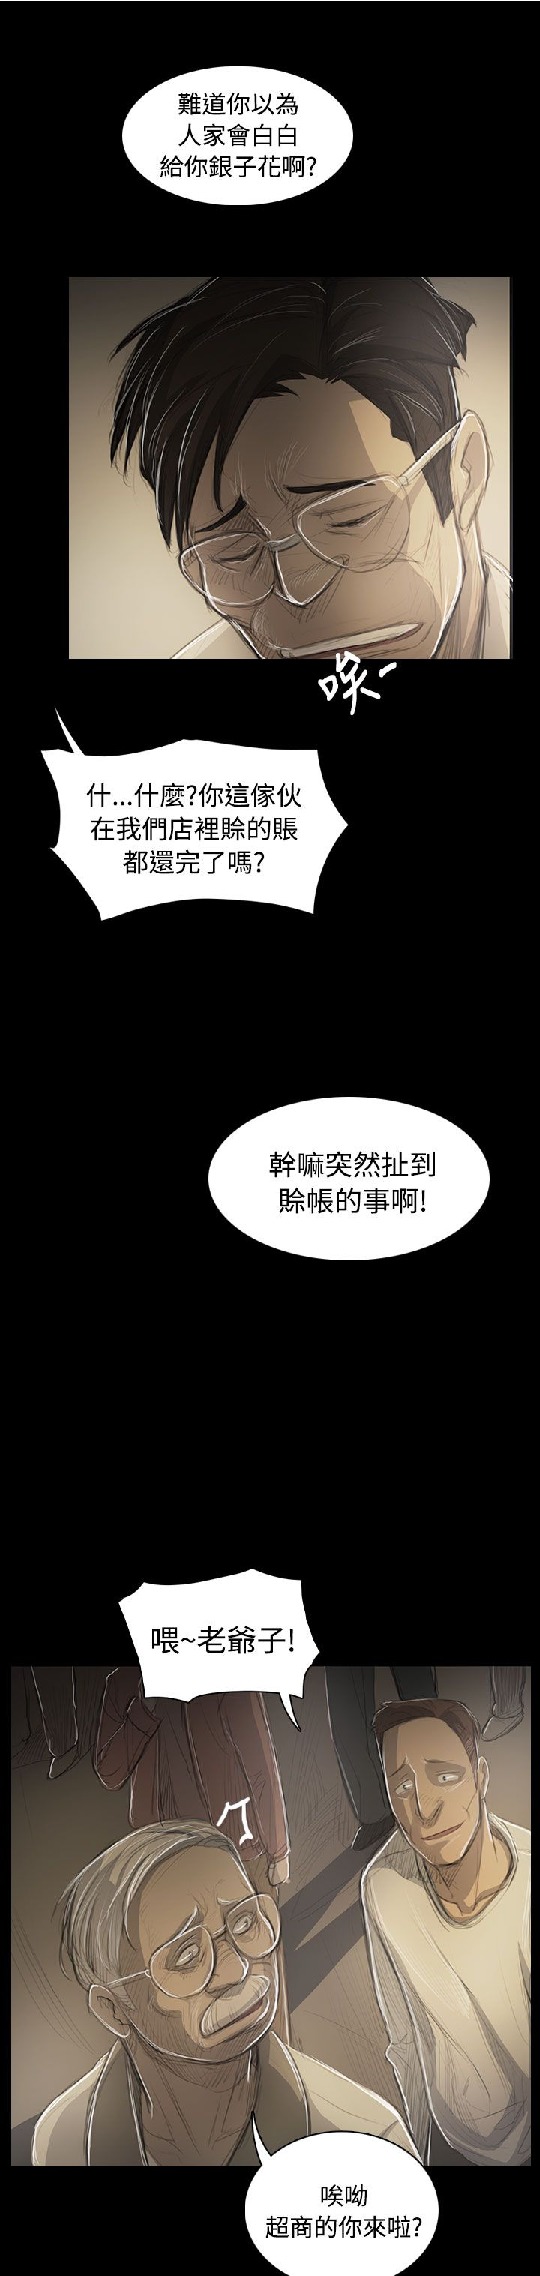 難道你以為
人家會白白
給你銀子花啊?
唉~
什...什麼?你這傢伙
在我們店裡賒的賬
都還完了嗎?
幹嘛突然扯到
賒帳的事啊!
喂~老爺子!
唉呦
超商的你來啦?